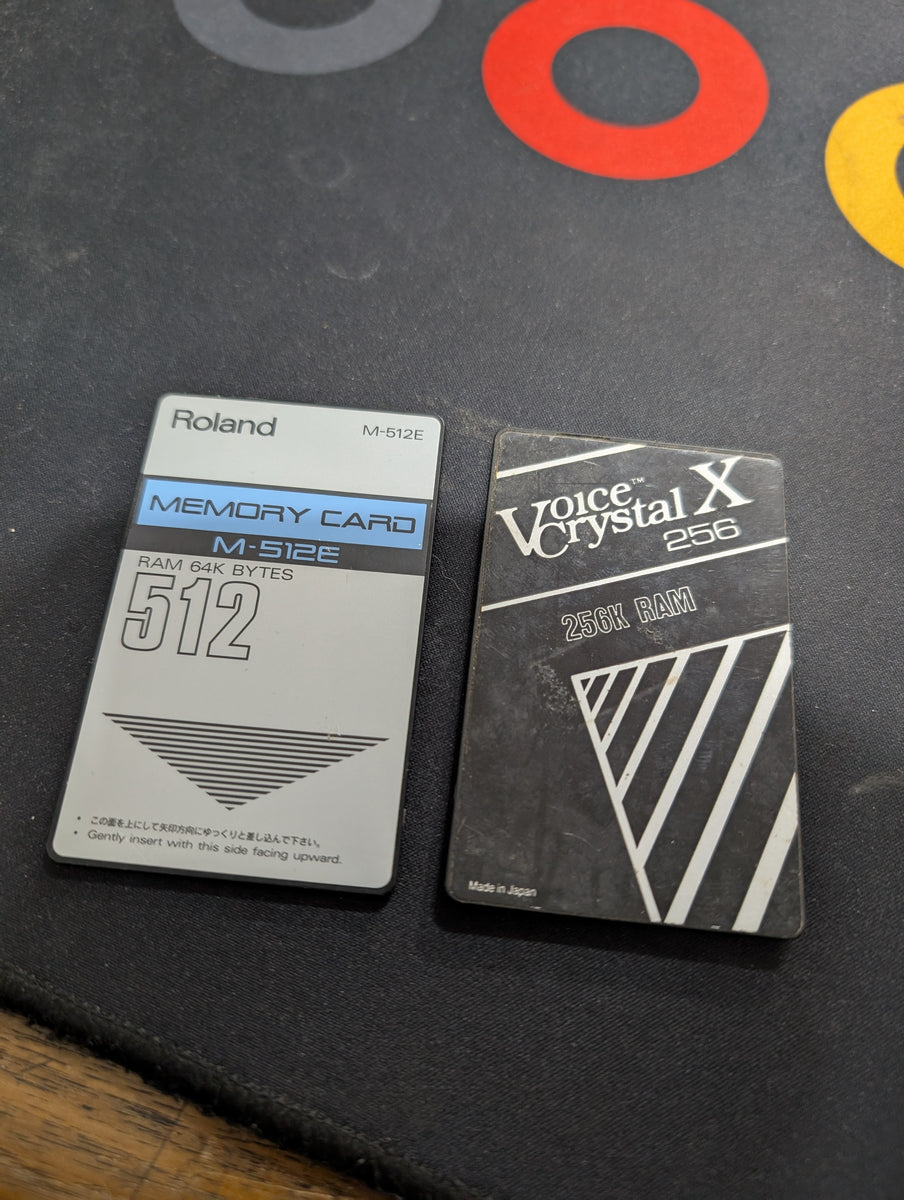 Roland
M-512E
MEMORY CARD
M-512E
RAM 64K BYTES
512
• この面を上にして矢印方向にゆっくりと差し込んで下さい。
• Gently insert with this side facing upward.
Voice™
Crystal X
256
256K RAM
Made in Japan